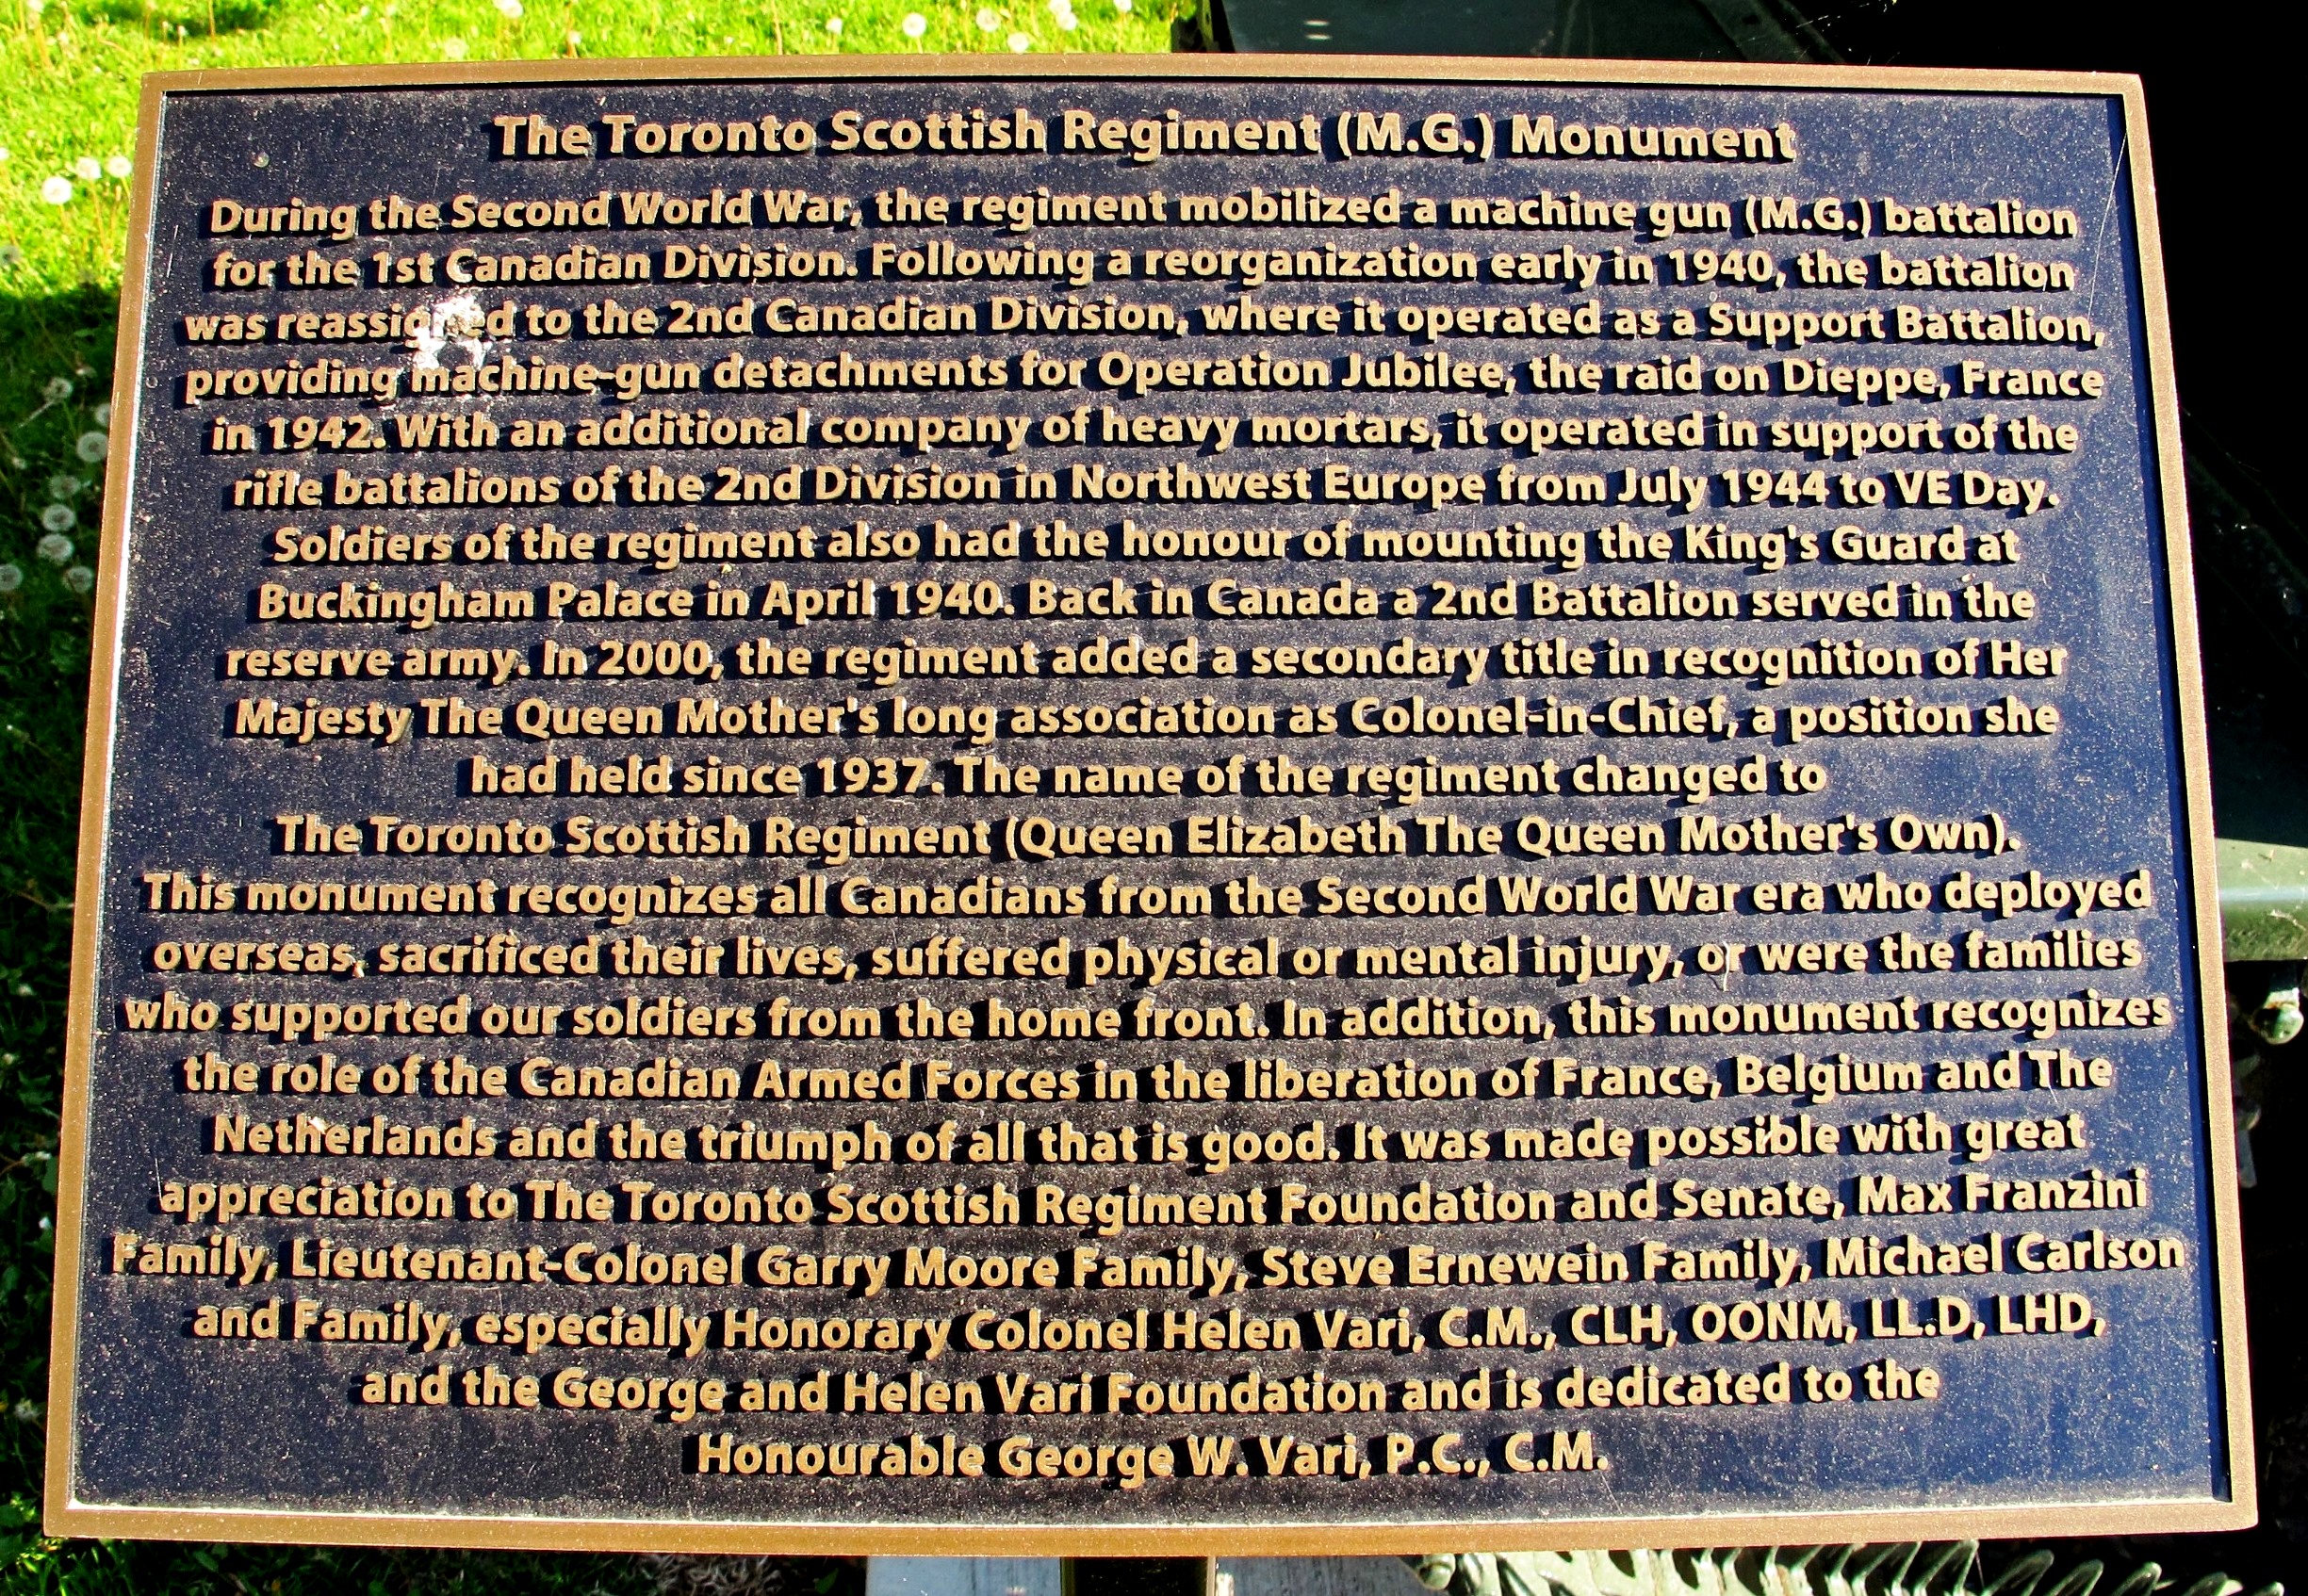 The Toronto Scottish Regiment (M.G.) Monument
During the Second World War, the regiment mobilized a machine gun (M.G.) battalion
for the 1st Canadian Division. Following a reorganization early in 1940, the battalion
was reassigned to the 2nd Canadian Division, where it operated as a Support Battalion,
providing machine-gun detachments for Operation Jubilee, the raid on Dieppe, France
in 1942. With an additional company of heavy mortars, it operated in support of the
rifle battalions of the 2nd Division in Northwest Europe from July 1944 to VE Day.
Soldiers of the regiment also had the honour of mounting the King's Guard at
Buckingham Palace in April 1940. Back in Canada a 2nd Battalion served in the
reserve army. In 2000, the regiment added a secondary title in recognition of Her
Majesty The Queen Mother's long association as Colonel-in-Chief, a position she
had held since 1937. The name of the regiment changed to
The Toronto Scottish Regiment (Queen Elizabeth The Queen Mother's Own).
This monument recognizes all Canadians from the Second World War era who deployed
overseas, sacrificed their lives, suffered physical or mental injury, or were the families
who supported our soldiers from the home front. In addition, this monument recognizes
the role of the Canadian Armed Forces in the liberation of France, Belgium and The
Netherlands and the triumph of all that is good. It was made possible with great
appreciation to The Toronto Scottish Regiment Foundation and Senate, Max Franzini
Family, Lieutenant-Colonel Garry Moore Family, Steve Ernewein Family, Michael Carlson
and Family, especially Honorary Colonel Helen Vari, C.M., CLH, OONM, LL.D, LHD,
and the George and Helen Vari Foundation and is dedicated to the
Honourable George W. Vari, P.C., C.M.